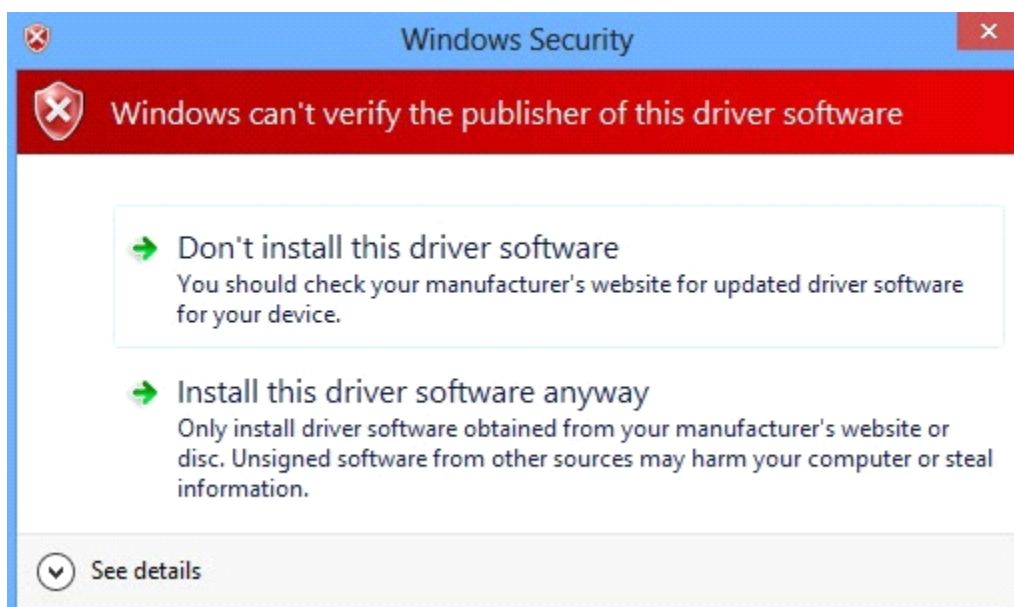 Windows Security
Windows can't verify the publisher of this driver software
Don't install this driver software
You should check your manufacturer's website for updated driver software
for your device.
Install this driver software anyway
Only install driver software obtained from your manufacturer's website or
disc. Unsigned software from other sources may harm your computer or steal
information.
See details